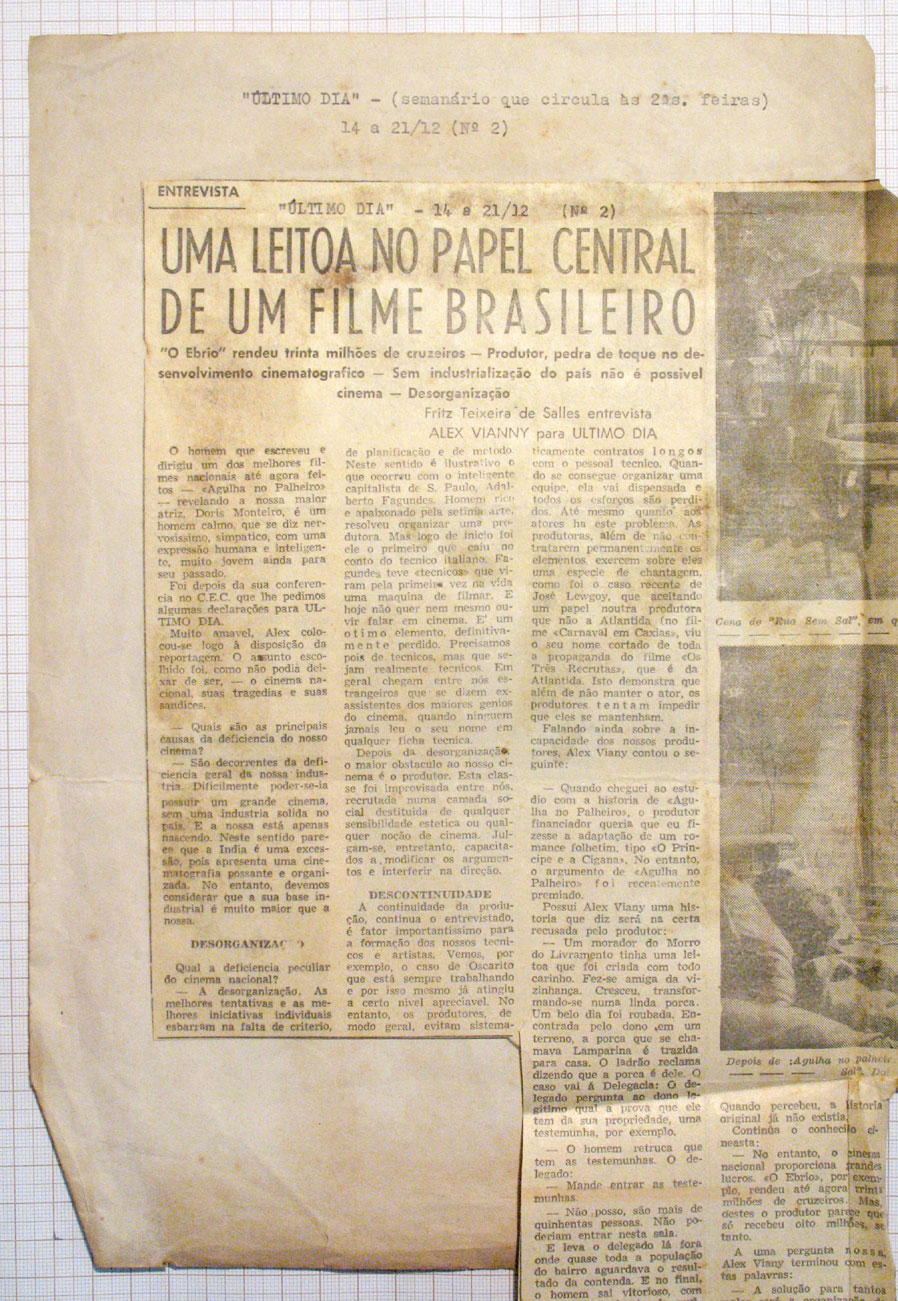 "ÚLTIMO DIA" - (semanário que circula às 2ªs. feiras)
14 a 21/12 (Nº 2)
ENTREVISTA
"ÚLTIMO DIA" - 14 a 21/12 (Nº 2)
UMA LEITOA NO PAPEL CENTRAL
DE UM FILME BRASILEIRO
"O Ebrio" rendeu trinta milhões de cruzeiros — Produtor, pedra de toque no de-
senvolvimento cinematografico — Sem industrialização do país não é possivel
cinema — Desorganização
Fritz Teixeira de Salles entrevista
ALEX VIANNY para ULTIMO DIA
O homem que escreveu e
dirigiu um dos melhores fil-
mes nacionais até agora fei-
tos — «Agulha no Palheiro»
— revelando a nossa maior
atriz, Doris Monteiro, é um
homem calmo, que se diz ner-
vosissimo, simpatico, com uma
expressão humana e inteligen-
te, muito jovem ainda para
seu passado.
Foi depois da sua conferen-
cia no C.E.C. que lhe pedimos
algumas declarações para UL-
TIMO DIA.
Muito amavel, Alex colo-
cou-se logo à disposição da
reportagem. O assunto esco-
lhido foi, como não podia dei-
xar de ser, — o cinema na-
cional, suas tragedias e suas
sandices.
— Quais são as principais
causas da deficiencia do nosso
cinema?
— São decorrentes da defi-
ciencia geral da nossa indus-
tria. Dificilmente poder-se-ia
possuir um grande cinema,
sem uma industria solida no
pais. E a nossa está apenas
nascendo. Neste sentido pare-
ce que a India é uma exces-
são, pois apresenta uma cine-
matografia possante e organi-
zada. No entanto, devemos
considerar que a sua base in-
dustrial é muito maior que a
nossa.
DESORGANIZAÇÃO
Qual a deficiencia peculiar
do cinema nacional?
— A desorganização. As
melhores tentativas e as me-
lhores iniciativas individuais
esbarram na falta de criterio,
de planificação e de metodo.
Neste sentido é ilustrativo o
que ocorreu com o inteligente
capitalista de S. Paulo, Adal-
berto Fagundes. Homem rico
e apaixonado pela setima arte,
resolveu organizar uma pro-
dutora. Mas logo de inicio foi
ele o primeiro que caiu no
conto do tecnico italiano. Fa-
gundes teve «tecnicos» que vi-
ram pela primeira vez na vida
uma maquina de filmar. E
hoje não quer nem mesmo ou-
vir falar em cinema. E' um
otimo elemento, definitiva-
mente perdido. Precisamos
pois de tecnicos, mas que se-
jam realmente tecnicos. Em
geral chegam entre nós es-
trangeiros que se dizem ex-
assistentes dos maiores genios
do cinema, quando ninguem
jamais leu o seu nome em
qualquer ficha tecnica.
Depois da desorganização
o maior obstaculo ao nosso ci-
nema é o produtor. Esta clas-
se foi improvisada entre nós,
recrutada numa camada so-
cial destituida de qualquer
sensibilidade estetica ou qual-
quer noção de cinema. Jul-
gam-se, entretanto, capacita-
dos a modificar os argumen-
tos e interferir na direcção.
DESCONTINUIDADE
A continuidade da produ-
ção, continua o entrevistado,
é fator importantissimo para
a formação dos nossos tecni-
cos e artistas. Vemos, por
exemplo, o caso de Oscarito
que está sempre trabalhando
e por isso mesmo já atingiu
a certo nivel apreciavel. No
entanto, os produtores, de
modo geral, evitam sistema-
ticamente contratos longos
com o pessoal tecnico. Quan-
do se consegue organizar uma
equipe, ela vai dispensada e
todos os esforços são perdi-
dos. Até mesmo quanto aos
atores ha este problema. As
produtoras, além de não con-
tratarem permanentemente os
elementos, exercem sobre eles
uma especie de chantagem,
como foi o caso recente de
José Lewgoy, que aceitando
um papel noutra produtora
que não a Atlantida (no fil-
me «Carnaval em Caxias», viu
o seu nome cortado de toda
a propaganda do filme «Os
Três Recrutas», que é da
Atlantida. Isto demonstra que
além de não manter o ator, os
produtores tentam impedir
que eles se mantenham.
Falando ainda sobre a in-
capacidade dos nossos produ-
tores, Alex Viany contou o se-
guinte:
— Quando cheguei ao estu-
dio com a historia de «Agu-
lha no Palheiro», o produtor
financiador queria que eu fi-
zesse a adaptação de um ro-
mance folhetim, tipo «O Prin-
cipe e a Cigana». No entanto,
o argumento de «Agulha no
Palheiro» foi recentemente
premiado.
Possui Alex Viany uma his-
toria que diz será na certa
recusada pelo produtor:
— Um morador do Morro
do Livramento tinha uma lei-
toa que foi criada com todo
carinho. Fez-se amiga da vi-
zinhança. Cresceu, transfor-
mando-se numa linda porca.
Um belo dia foi roubada. En-
contrada pelo dono em um
terreno, a porca que se cha-
mava Lamparina é trazida
para casa. O ladrão reclama
dizendo que a porca é dele. O
caso vai á Delegacia: O de-
legado pergunta ao dono le-
gitimo qual a prova que ele
tem da sua propriedade, uma
testemunha, por exemplo.
— O homem retruca que
tem as testemunhas. O de-
legado:
— Mande entrar as teste-
munhas.
— Não posso, são mais de
quinhentas pessoas. Não po-
deriam entrar nesta sala.
E leva o delegado lá fora
onde quase toda a população
do bairro aguardava o resul-
tado da contenda. E no final,
o homem sai vitorioso, com
Cena de "Rua Sem Sal", em q
Depois de :Agulha no palheir
Sal". Do
Quando percebeu, a historia
original já não existia.
Continúa o conhecido ci-
neasta:
— No entanto, o cinema
nacional proporciona grandes
lucros. «O Ebrio», por exem-
plo, rendeu até agora trinta
milhões de cruzeiros. Mas,
destes o produtor parece que
só recebeu oito milhões, se
tanto.
A uma pergunta nossa,
Alex Viany terminou com es-
tas palavras:
— A solução para tantos